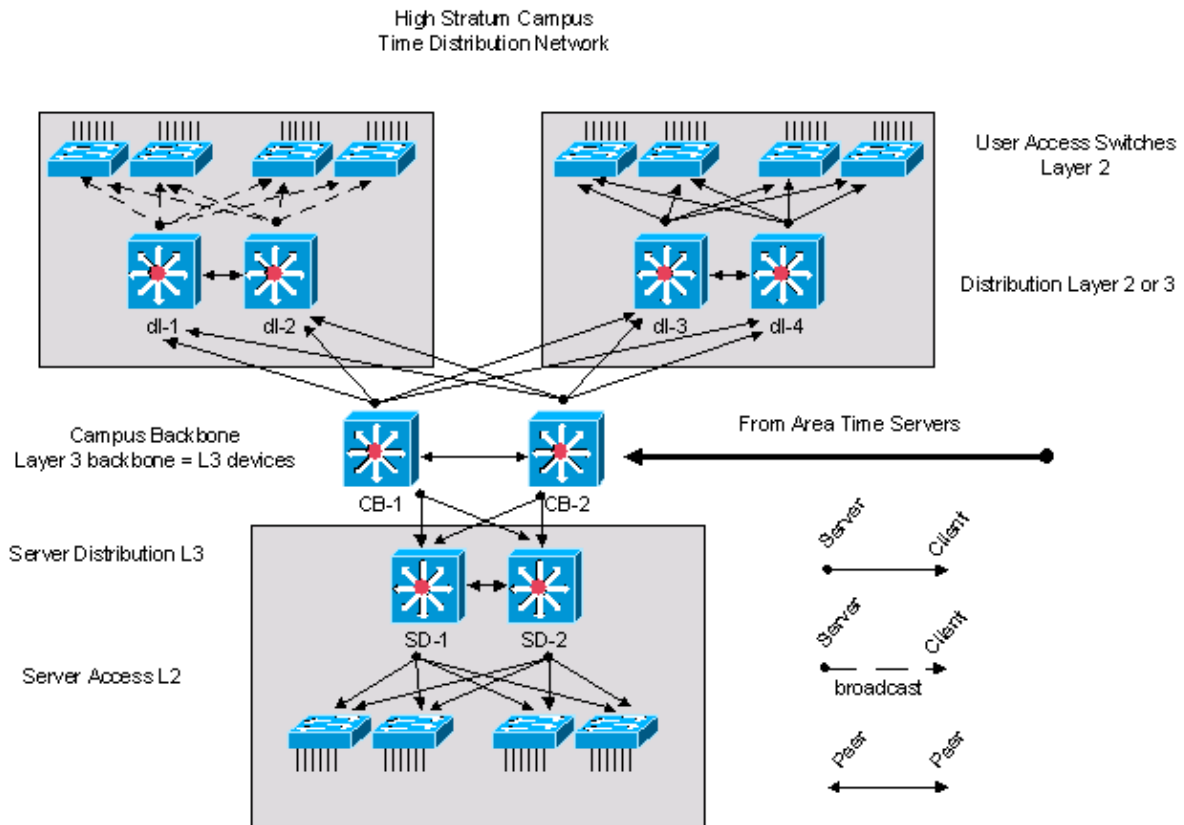 High Stratum Campus
Time Distribution Network
User Access Switches
Layer 2
dl-1
dl-2
dl-3
dl-4
Distribution Layer 2 or 3
Campus Backbone
Layer 3 backbone = L3 devices
From Area Time Servers
CB-1
CB-2
Server Distribution L3
SD-1
SD-2
Server Access L2
Server
Client
Server
Client
broadcast
Peer
Peer